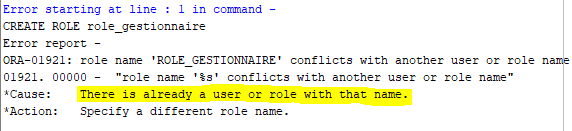 Error starting at line : 1 in command -
CREATE ROLE role_gestionnaire
Error report -
ORA-01921: role name 'ROLE_GESTIONNAIRE' conflicts with another user or role name
01921. 00000 -  "role name '%s' conflicts with another user or role name"
*Cause:    There is already a user or role with that name.
*Action:   Specify a different role name.